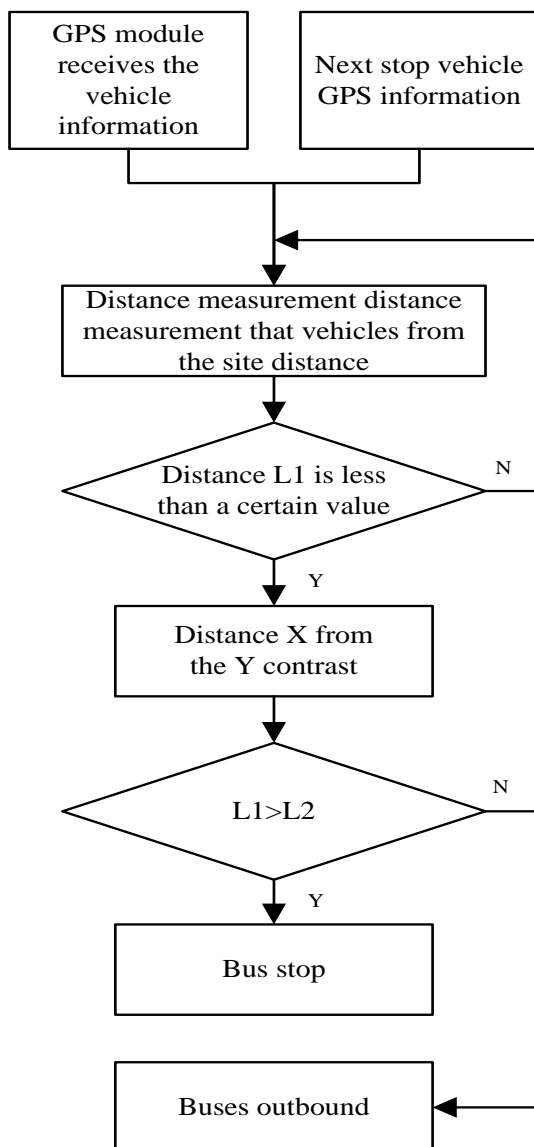 GPS module
receives the
vehicle
information
Next stop vehicle
GPS information
Distance measurement distance
measurement that vehicles from
the site distance
Distance L1 is less
than a certain value
N
Y
Distance X from
the Y contrast
L1>L2
N
Y
Bus stop
Buses outbound